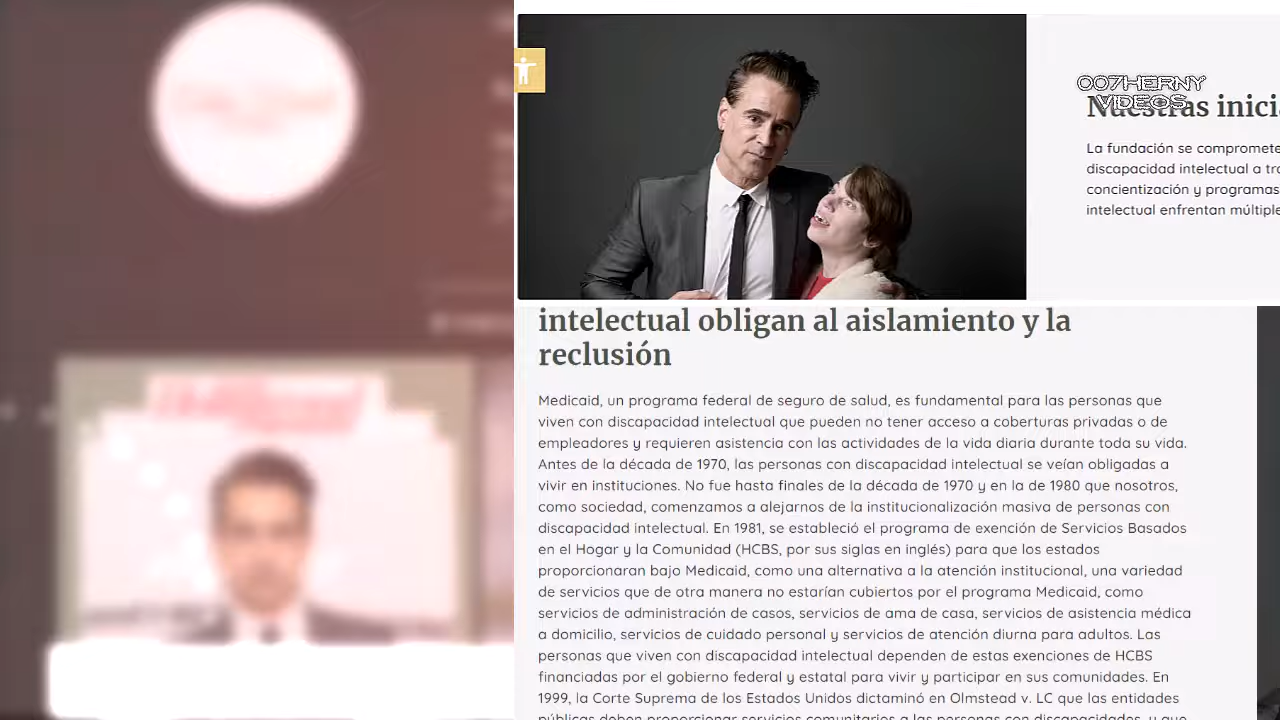 007HERNY
VIDEOS
Nuestras inici
La fundación se compromete
discapacidad intelectual a tr
concientización y programas
intelectual enfrentan múltiple
intelectual obligan al aislamiento y la
reclusión
Medicaid, un programa federal de seguro de salud, es fundamental para las personas que
viven con discapacidad intelectual que pueden no tener acceso a coberturas privadas o de
empleadores y requieren asistencia con las actividades de la vida diaria durante toda su vida.
Antes de la década de 1970, las personas con discapacidad intelectual se veían obligadas a
vivir en instituciones. No fue hasta finales de la década de 1970 y en la de 1980 que nosotros,
como sociedad, comenzamos a alejarnos de la institucionalización masiva de personas con
discapacidad intelectual. En 1981, se estableció el programa de exención de Servicios Basados
en el Hogar y la Comunidad (HCBS, por sus siglas en inglés) para que los estados
proporcionaran bajo Medicaid, como una alternativa a la atención institucional, una variedad
de servicios que de otra manera no estarían cubiertos por el programa Medicaid, como
servicios de administración de casos, servicios de ama de casa, servicios de asistencia médica
a domicilio, servicios de cuidado personal y servicios de atención diurna para adultos. Las
personas que viven con discapacidad intelectual dependen de estas exenciones de HCBS
financiadas por el gobierno federal y estatal para vivir y participar en sus comunidades. En
1999, la Corte Suprema de los Estados Unidos dictaminó en Olmstead v. LC que las entidades
públicas deben proporcionar servicios comunitarios a las personas con discapacidades, y que